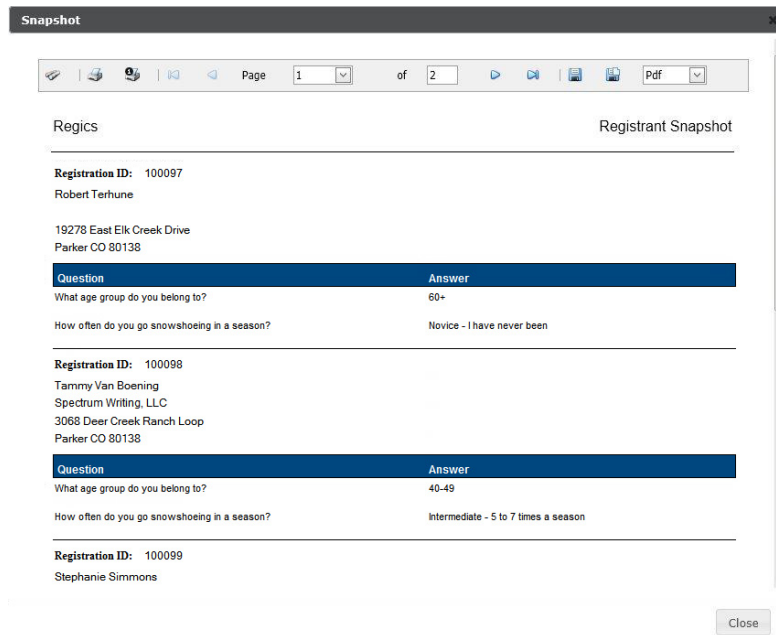 Snapshot
Page 1 of 2 Pdf
Regics Registrant Snapshot
Registration ID: 100097
Robert Terhune
19278 East Elk Creek Drive
Parker CO 80138
Question Answer
What age group do you belong to? 60+
How often do you go snowshoeing in a season? Novice - I have never been
Registration ID: 100098
Tammy Van Boening
Spectrum Writing, LLC
3068 Deer Creek Ranch Loop
Parker CO 80138
Question Answer
What age group do you belong to? 40-49
How often do you go snowshoeing in a season? Intermediate - 5 to 7 times a season
Registration ID: 100099
Stephanie Simmons
Close